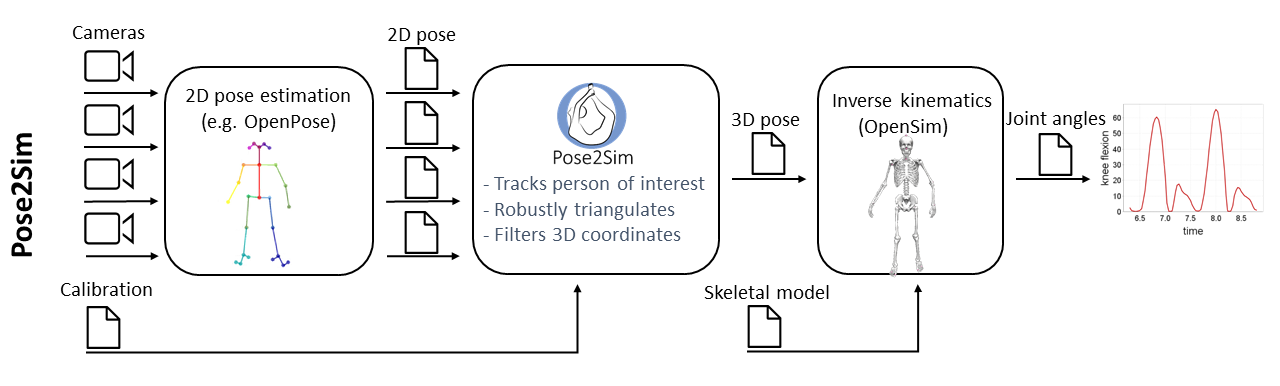 Pose2Sim
Cameras
2D pose estimation
(e.g. OpenPose)
2D pose
Pose2Sim
- Tracks person of interest
- Robustly triangulates
- Filters 3D coordinates
3D pose
Inverse kinematics
(OpenSim)
Joint angles
knee flexion
60
50
40
30
20
10
0
6.5 7.0 7.5 8.0 8.5
time
Calibration
Skeletal model